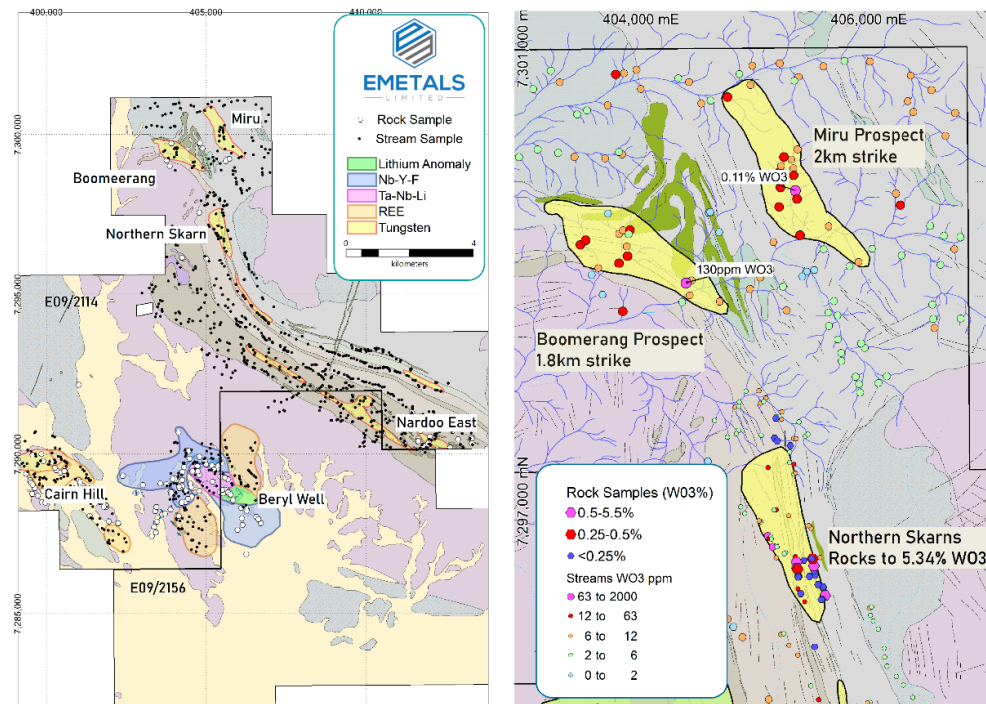 400,000
405,000
410,000
7,300,000
7,295,000
7,290,000
7,285,000
EMETALS
LIMITED
Rock Sample
Stream Sample
Lithium Anomaly
Nb-Y-F
Ta-Nb-Li
REE
Tungsten
0
4
kilometers
Miru
Boomerang
Northern Skarn
E09/2114
Nardoo East
Cairn Hill
Beryl Well
E09/2156
404,000 mE
406,000 mE
7,301,000 m
7,297,000 mN
Miru Prospect
2km strike
0.11% WO3
130ppm WO3
Boomerang Prospect
1.8km strike
Northern Skarns
Rocks to 5.34% WO3
Rock Samples (W03%)
0.5-5.5%
0.25-0.5%
<0.25%
Streams WO3 ppm
63 to 2000
12 to 63
6 to 12
2 to 6
0 to 2